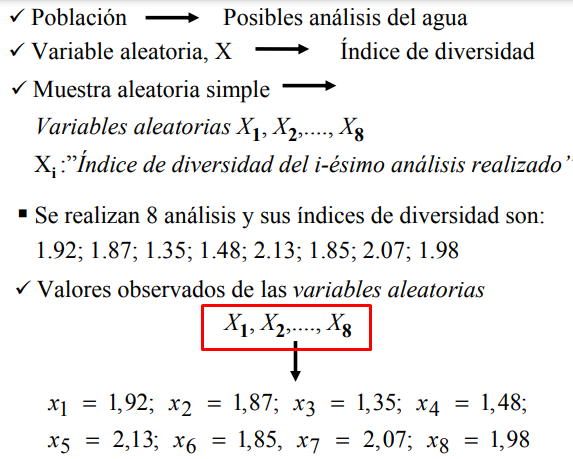 ✓ Población ⟶ Posibles análisis del agua
✓ Variable aleatoria, X ⟶ Índice de diversidad
✓ Muestra aleatoria simple ⟶
Variables aleatorias X₁, X₂,...., X₈
Xᵢ :”Índice de diversidad del i-ésimo análisis realizado”
▪ Se realizan 8 análisis y sus índices de diversidad son:
1.92; 1.87; 1.35; 1.48; 2.13; 1.85; 2.07; 1.98
✓ Valores observados de las variables aleatorias
X₁, X₂,...., X₈
x₁ = 1,92; x₂ = 1,87; x₃ = 1,35; x₄ = 1,48;
x₅ = 2,13; x₆ = 1,85, x₇ = 2,07; x₈ = 1,98